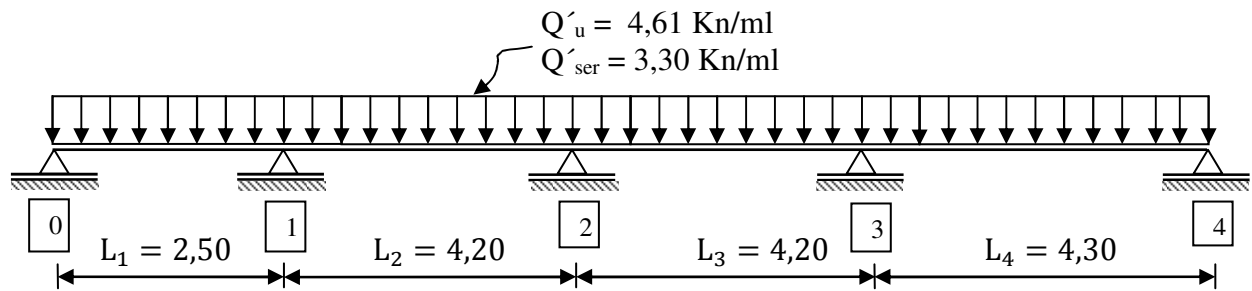 Q´u = 4,61 Kn/ml
Q´ser = 3,30 Kn/ml
0 1 2 3 4
L1 = 2,50 L2 = 4,20 L3 = 4,20 L4 = 4,30